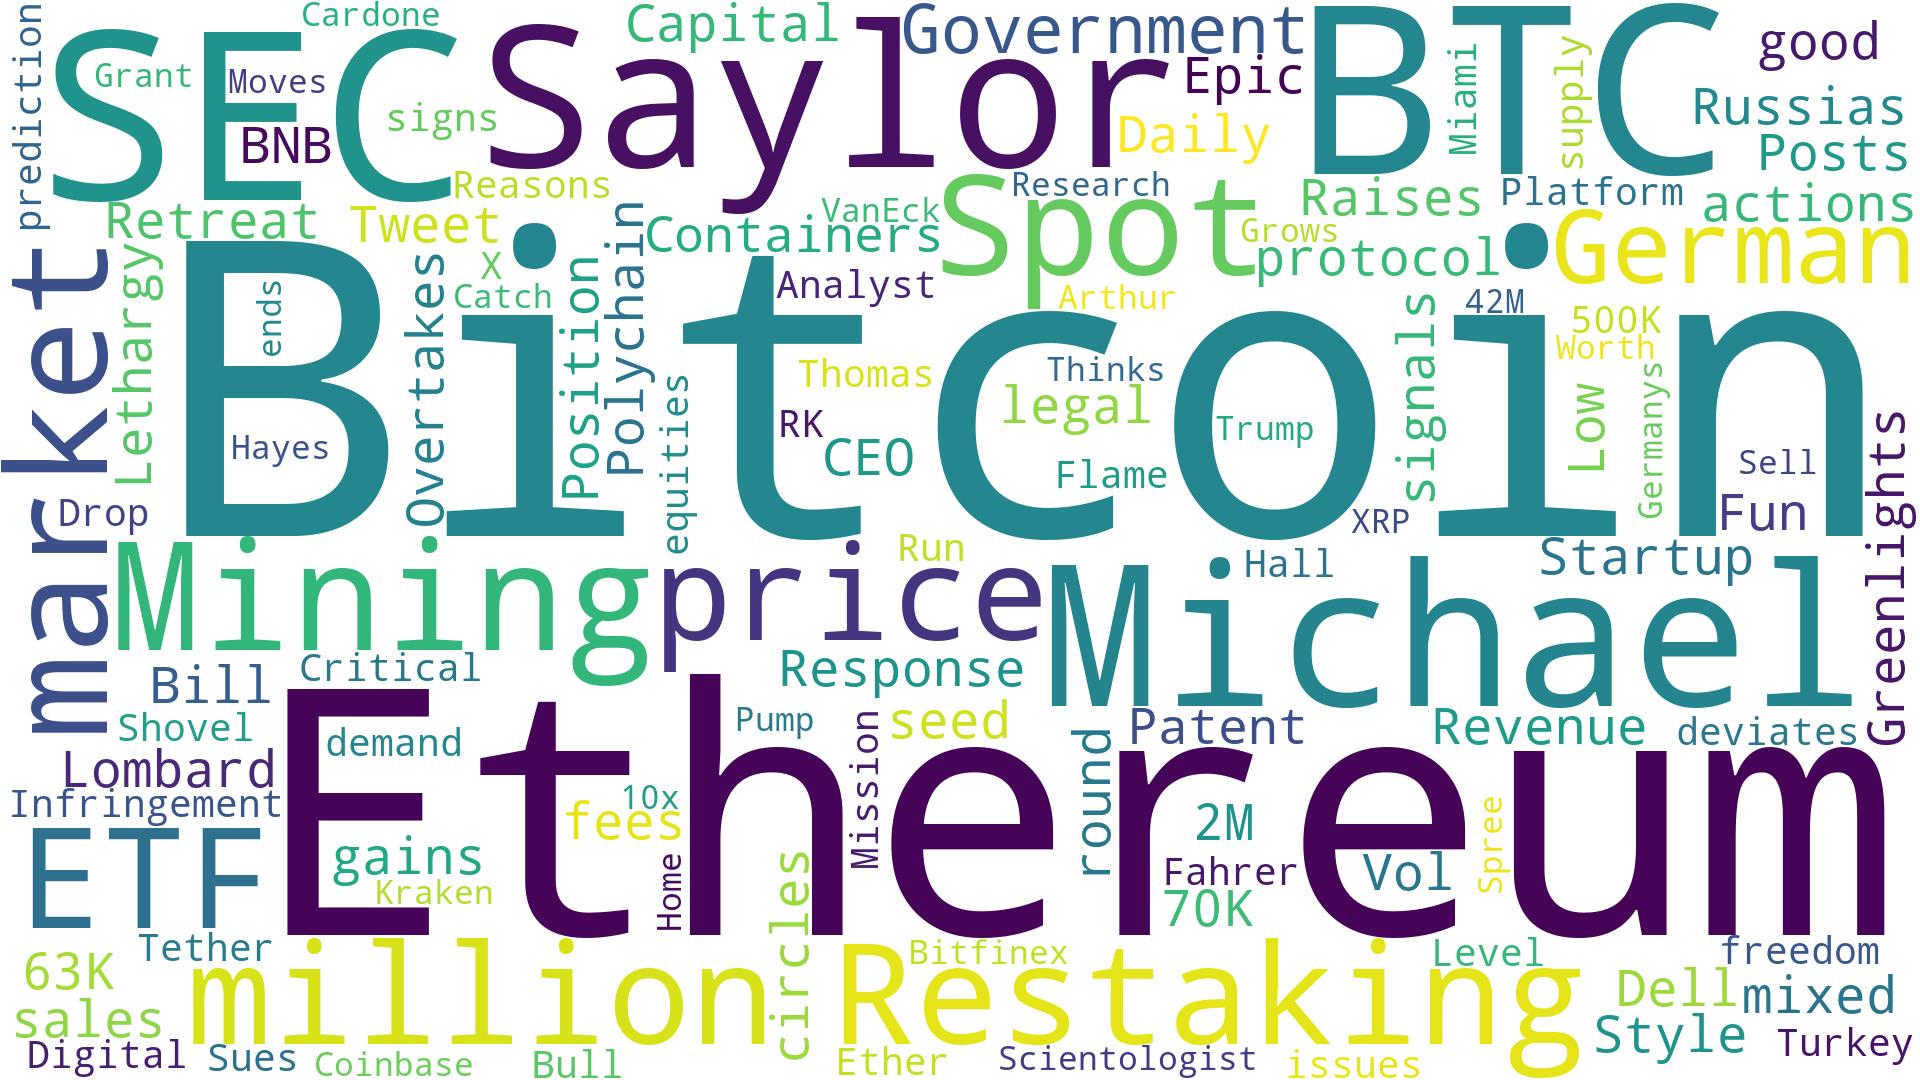 Cardone
prediction
SEC
Grant
Moves
BNB
signs
Saylor
Capital
Government
Epic
Daily
BTC
Miami
supply
good
Russias
Posts
Reasons
Research
Platform
Raises
actions
Retreat
Tweet
VanEck
Containers
Spot
Grows
protocol
German
market
Lethargy
Bitcoin
ends
Hayes
Overtakes
X
Catch
Position
Polychain
equities
Analyst
Arthur
Thomas
Thinks
RK
CEO
legal
Flame
Trump
signals
42M
500K
Worth
Low
Germanys
Sell
Fun
XRP
Drop
Greenlights
Mining
price
Run
Michael
Hall
Startup
Bill
Critical
Response
Shovel
Lombard
Infringement
Ethereum
demand
Pump
seed
Mission
round
Patent
Revenue
deviates
ETF
gains
Kraken
fees
10x
Home
circles
2M
Fahrer
70K
Vol
Spree
63K
Tether
million
Restaking
Bitfinex
Level
freedom
sales
Dell
mixed
Style
Turkey
Digital
Sues
Coinbase
Bull
Ether
Scientologist
issues